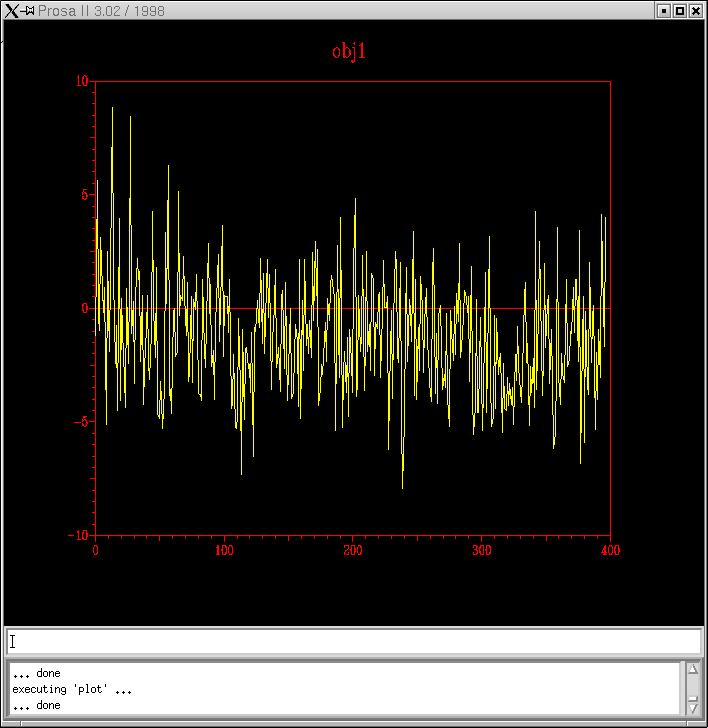 Prosa II 3.02 / 1998
obj1
10
5
0
-5
-10
0 100 200 300 400
... done
executing 'plot' ...
... done